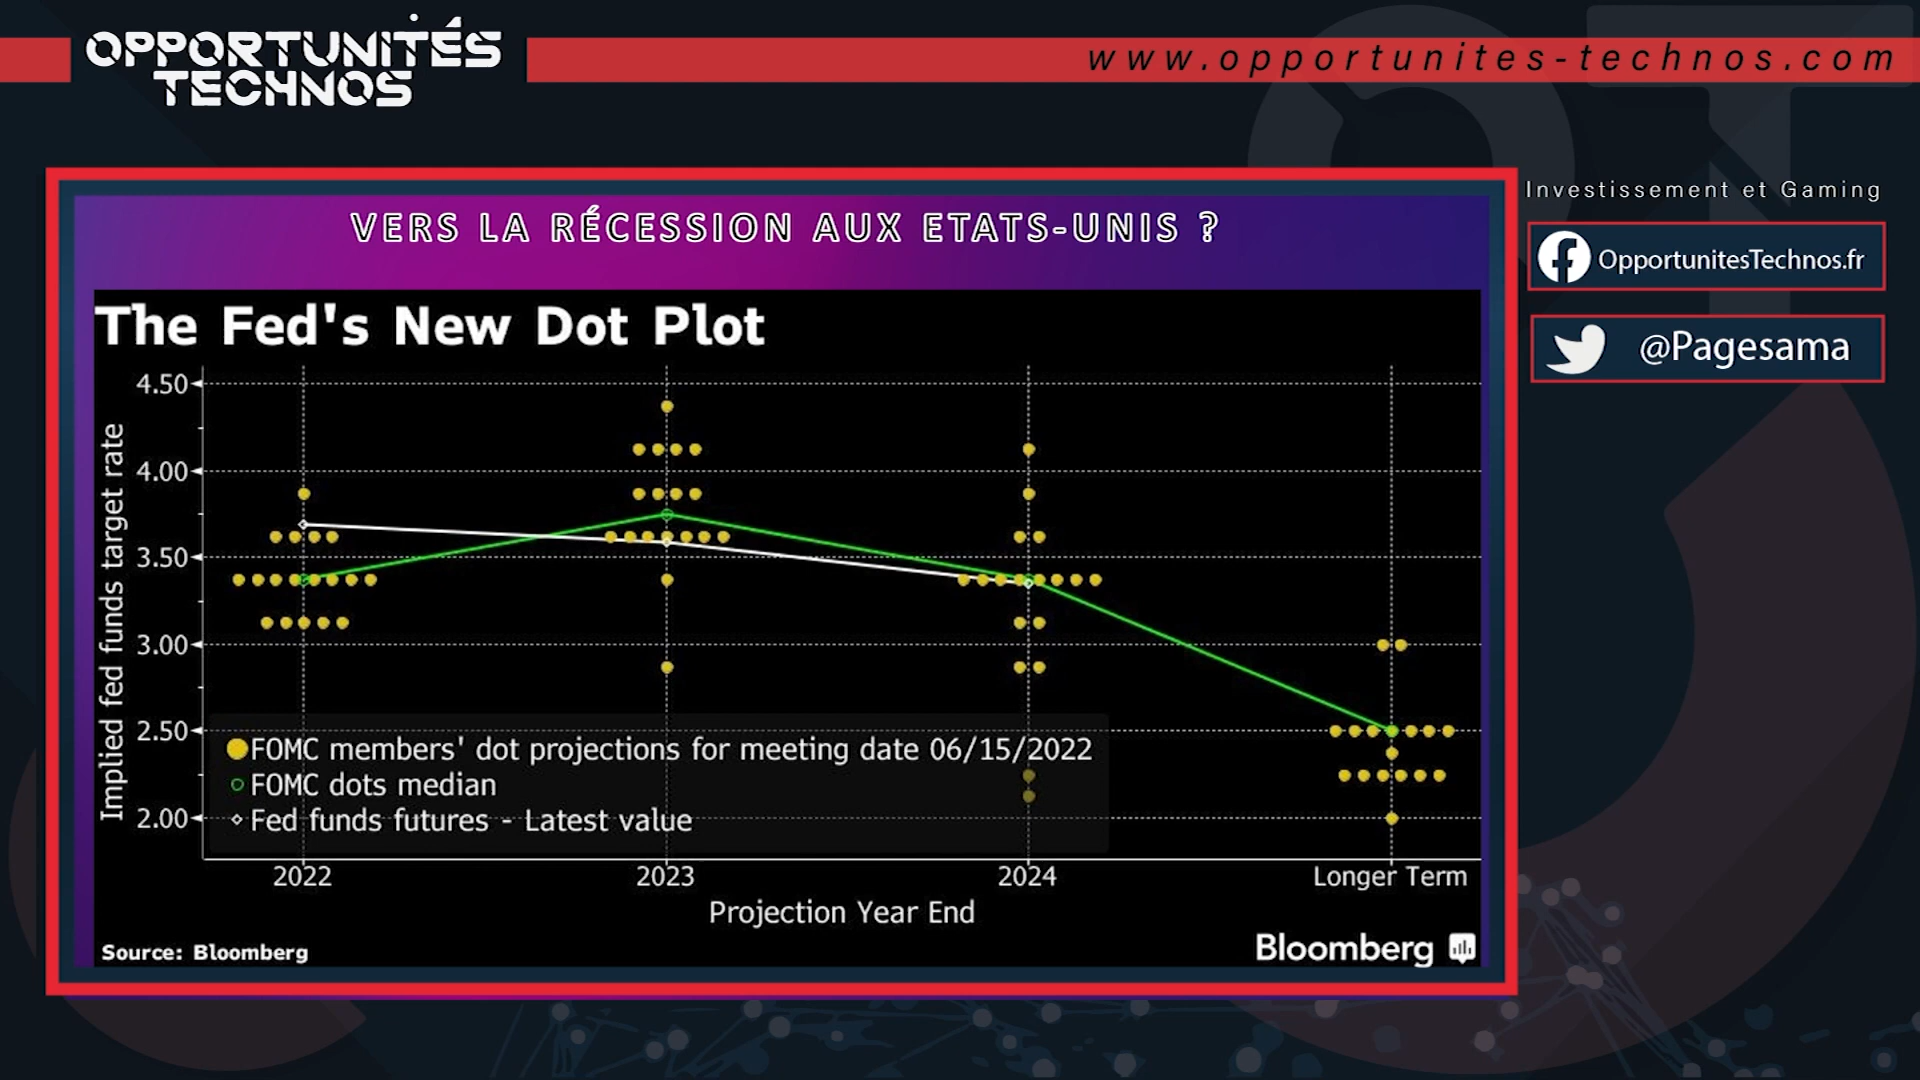 OPPORTUNITÉS
TECHNOS
www.opportunites-technos.com
Investissement et Gaming
OpportunitesTechnos.fr
@Pagesama
VERS LA RÉCESSION AUX ETATS-UNIS ?
The Fed's New Dot Plot
Implied fed funds target rate
4.50
4.00
3.50
3.00
2.50
2.00
FOMC members' dot projections for meeting date 06/15/2022
FOMC dots median
Fed funds futures - Latest value
2022 2023 2024 Longer Term
Projection Year End
Source: Bloomberg
Bloomberg